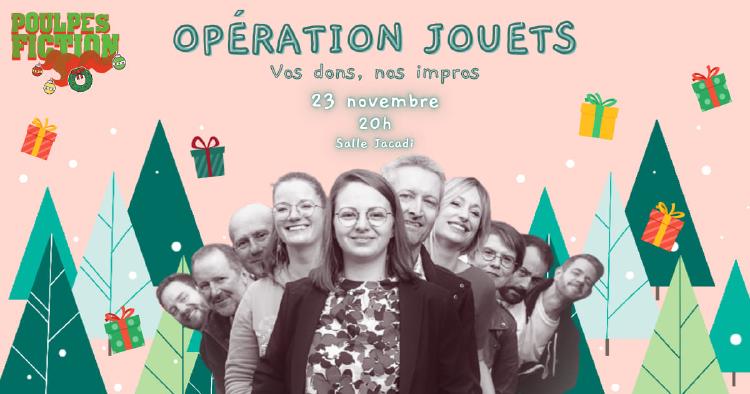 POULPES
FICTION
OPÉRATION JOUETS
Vos dons, nos impros
23 novembre
20h
Salle Jacadi